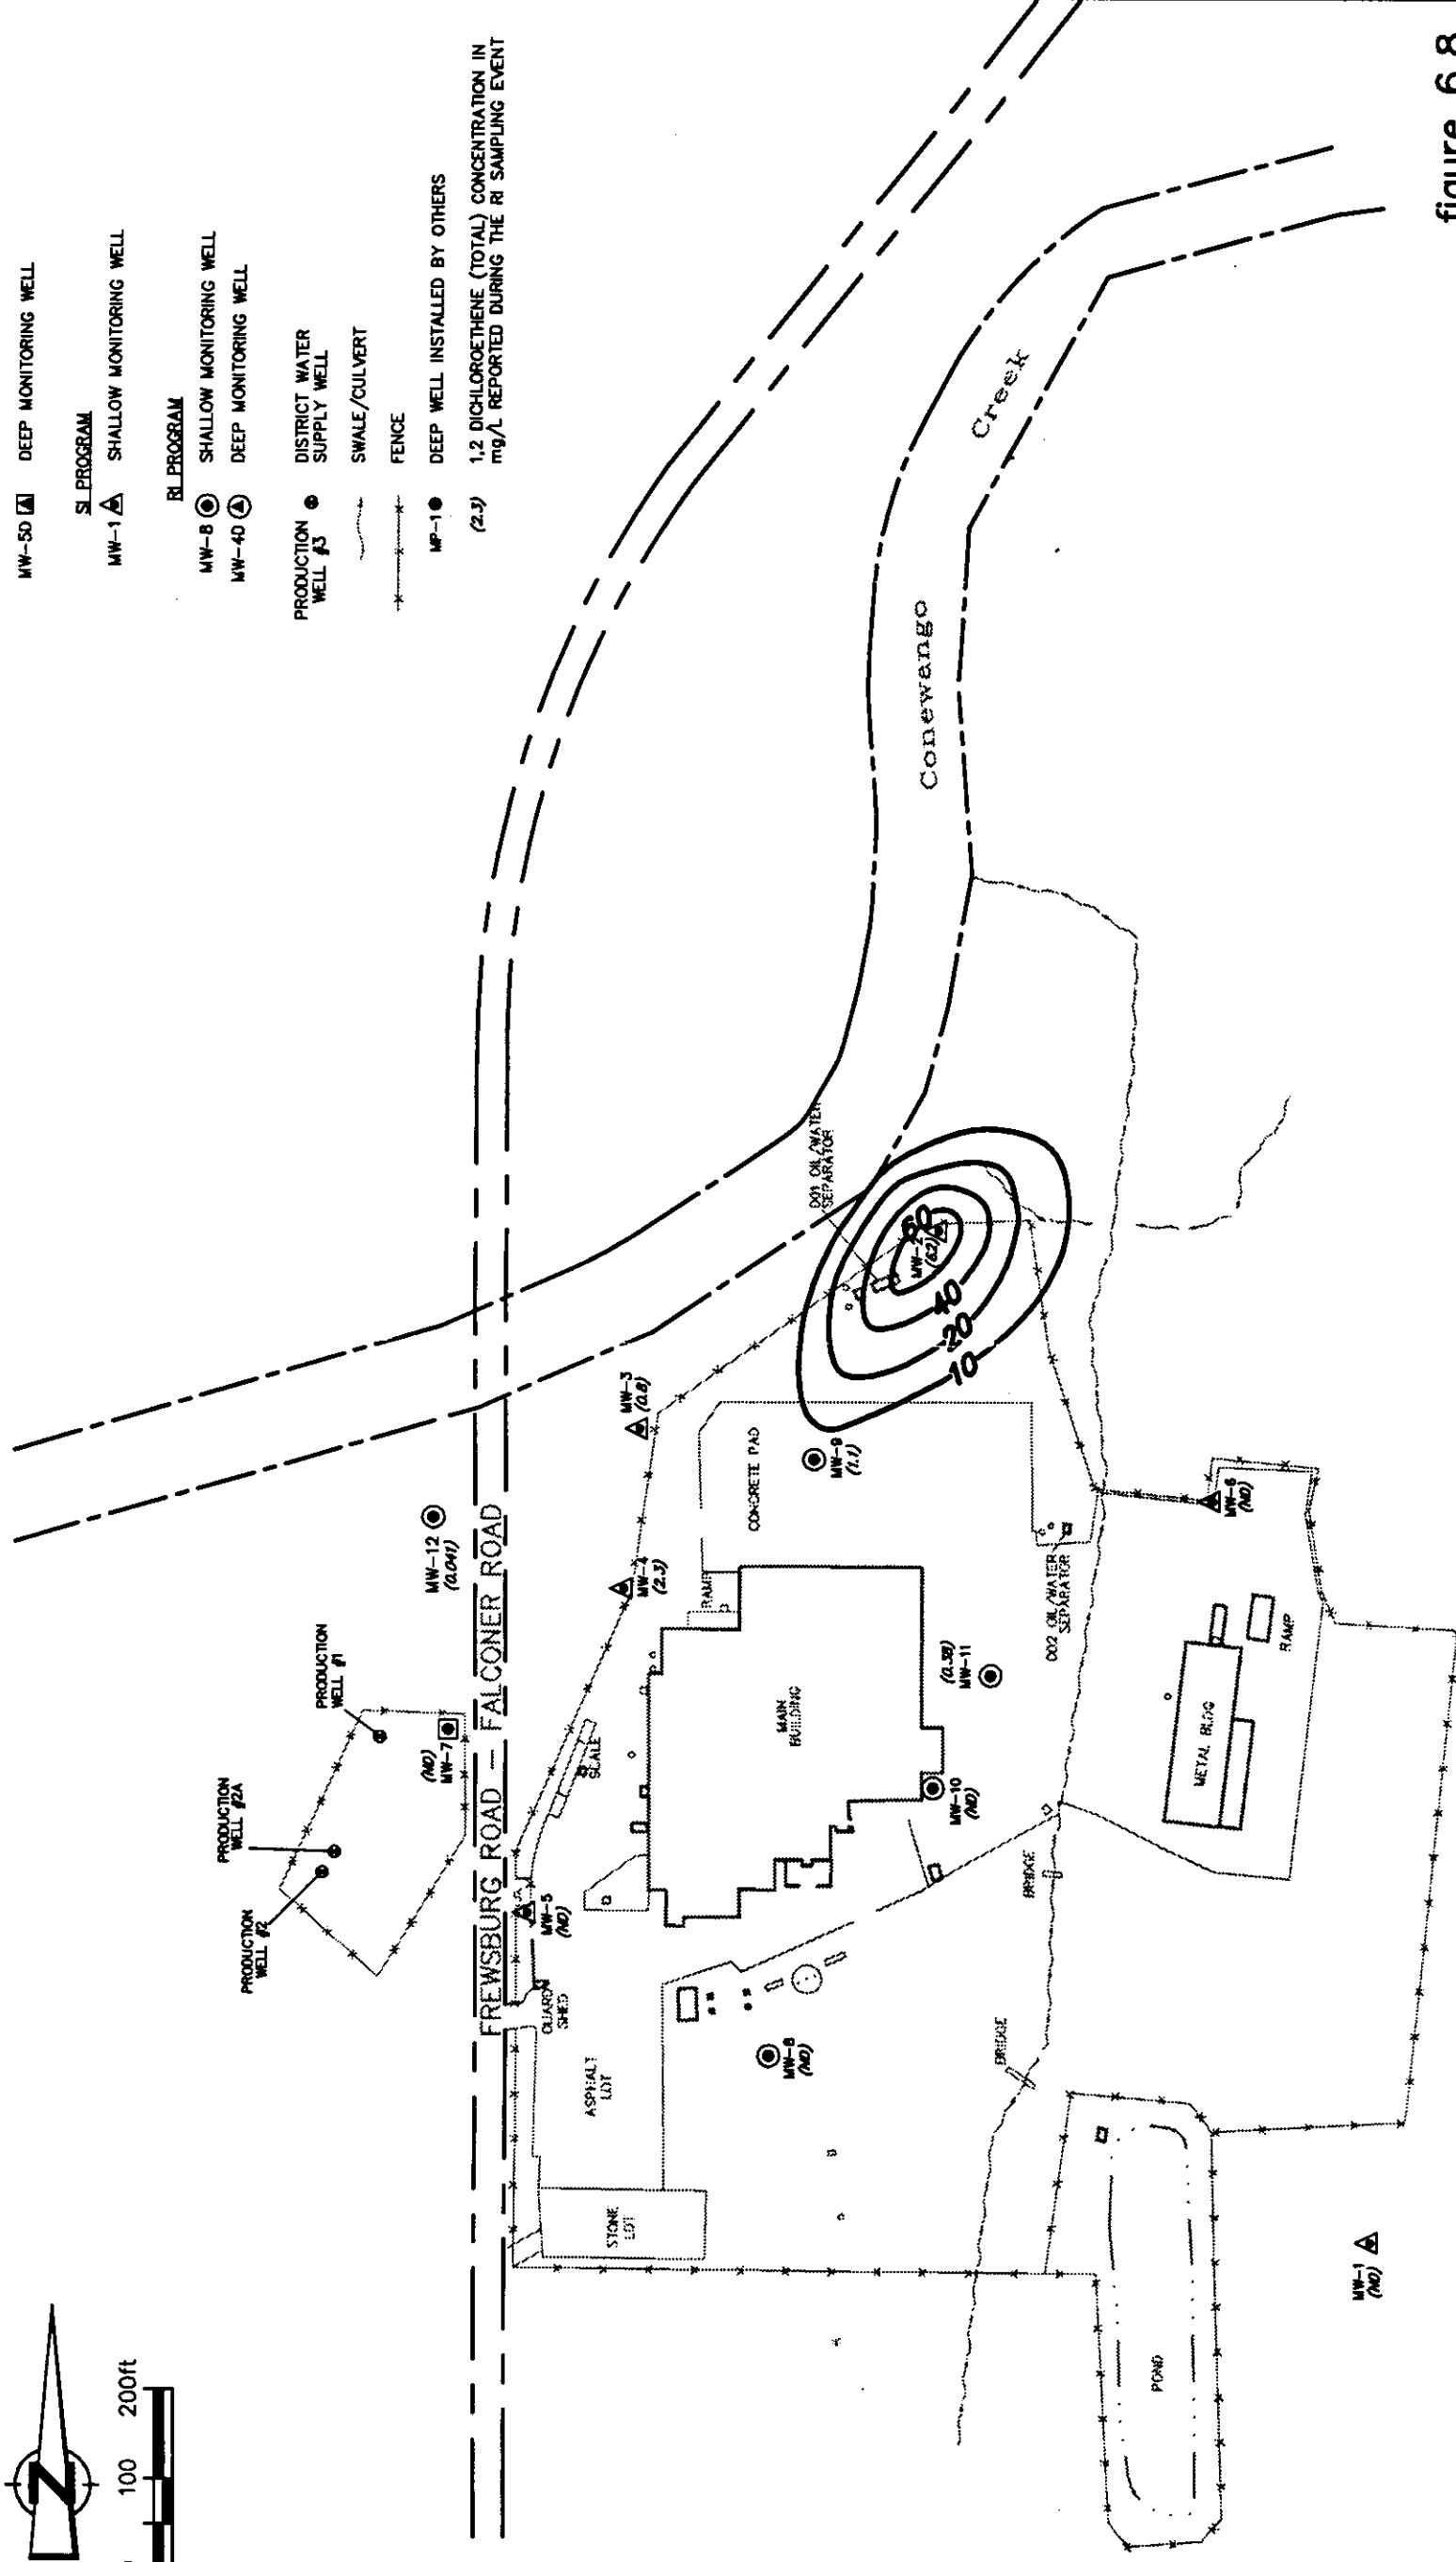 MW-5D DEEP MONITORING WELL
SI PROGRAM
MW-1 SHALLOW MONITORING WELL
RI PROGRAM
MW-8 SHALLOW MONITORING WELL
MW-4D DEEP MONITORING WELL
PRODUCTION WELL #3
DISTRICT WATER
SUPPLY WELL
SWALE/CULVERT
FENCE
MP-1 DEEP WELL INSTALLED BY OTHERS
(2.3) 1,2 DICHLOROETHENE (TOTAL) CONCENTRATION IN
mg/L REPORTED DURING THE RI SAMPLING EVENT
N
100 200ft
PRODUCTION
WELL #2
PRODUCTION
WELL #2A
PRODUCTION
WELL #1
(ND)
MW-7
MW-12
(0.041)
FREWSBURG ROAD - FALCONER ROAD
Conewango
Creek
GUARD
SHED
MW-5
(ND)
SCALE
MW-4
(2.3)
MW-3
(0.8)
ASPHALT
LOT
STONE
LOT
RAMP
CONCRETE PAD
MAIN
BUILDING
MW-8
(ND)
MW-9
(1.1)
001 OIL/WATER
SEPARATOR
MW-2
(62)
60
40
20
10
MW-10
(ND)
(0.38)
MW-11
BRIDGE
BRIDGE
002 OIL/WATER
SEPARATOR
METAL BLDG
RAMP
MW-6
(ND)
POND
MW-1
(ND)
figure 6.8